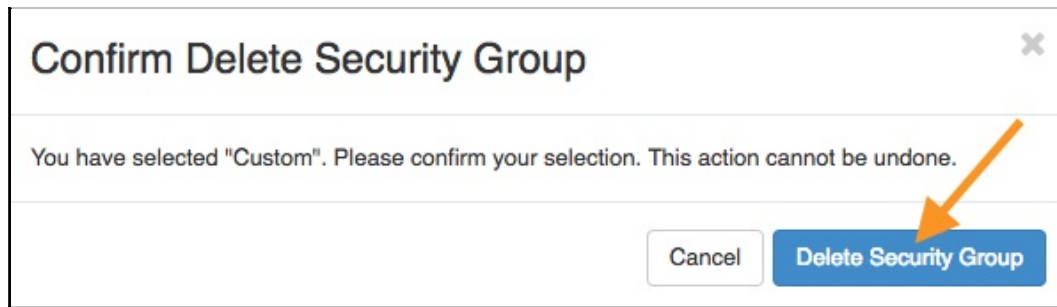 Confirm Delete Security Group
You have selected "Custom". Please confirm your selection. This action cannot be undone.
Cancel
Delete Security Group